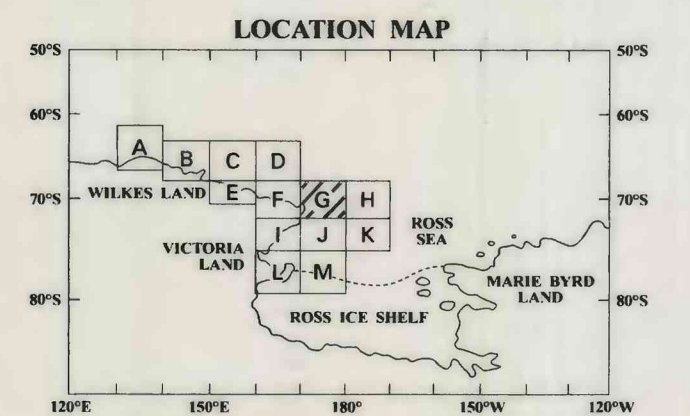 LOCATION MAP
50°S 50°S
60°S 60°S
A
B C D
WILKES LAND
E F G H
70°S 70°S
VICTORIA
LAND
I J K
ROSS
SEA
L M
MARIE BYRD
LAND
80°S 80°S
ROSS ICE SHELF
120°E 150°E 180° 150°W 120°W